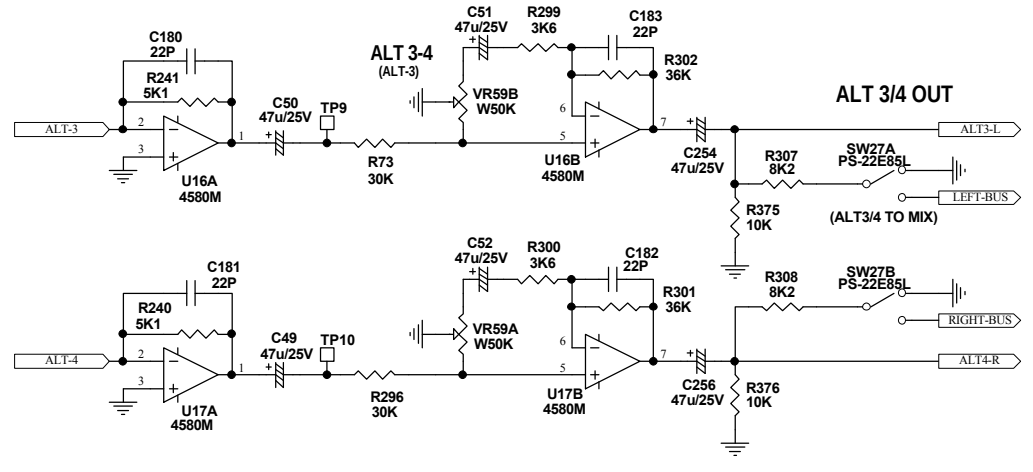 C180
22P
R241
5K1
ALT-3
2
3
1
U16A
4580M
C50
47u/25V
+
TP9
R73
30K
ALT 3-4
(ALT-3)
C51
47u/25V
+
R299
3K6
VR59B
W50K
C183
22P
R302
36K
6
5
7
U16B
4580M
C254
47u/25V
+
ALT 3/4 OUT
ALT3-L
R307
8K2
SW27A
PS-22E85L
LEFT-BUS
(ALT3/4 TO MIX)
R375
10K
C181
22P
R240
5K1
ALT-4
2
3
1
U17A
4580M
C49
47u/25V
+
TP10
R296
30K
C52
47u/25V
+
R300
3K6
VR59A
W50K
C182
22P
R301
36K
6
5
7
U17B
4580M
C256
47u/25V
+
R308
8K2
SW27B
PS-22E85L
RIGHT-BUS
ALT4-R
R376
10K